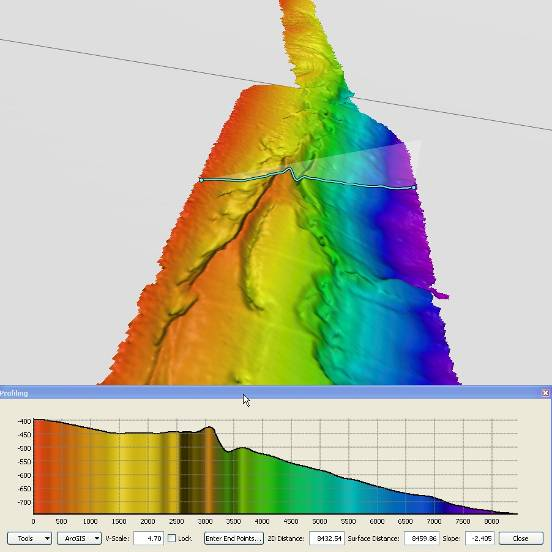 Profiling
-400
-450
-500
-550
-600
-650
-700
0 500 1000 1500 2000 2500 3000 3500 4000 4500 5000 5500 6000 6500 7000 7500 8000
Tools ArcGIS V-Scale: 4.70 Lock Enter End Points... 2D Distance: 8432.54 Surface Distance: 8459.86 Slope: -2.405 Close